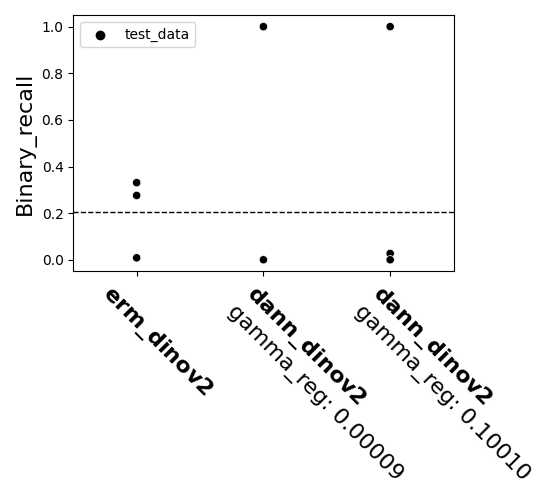 1.0
test_data
0.8
0.6
0.4
0.2
0.0
Binary_recall
erm_dinov2
dann_dinov2
gamma_reg: 0.00009
dann_dinov2
gamma_reg: 0.10010